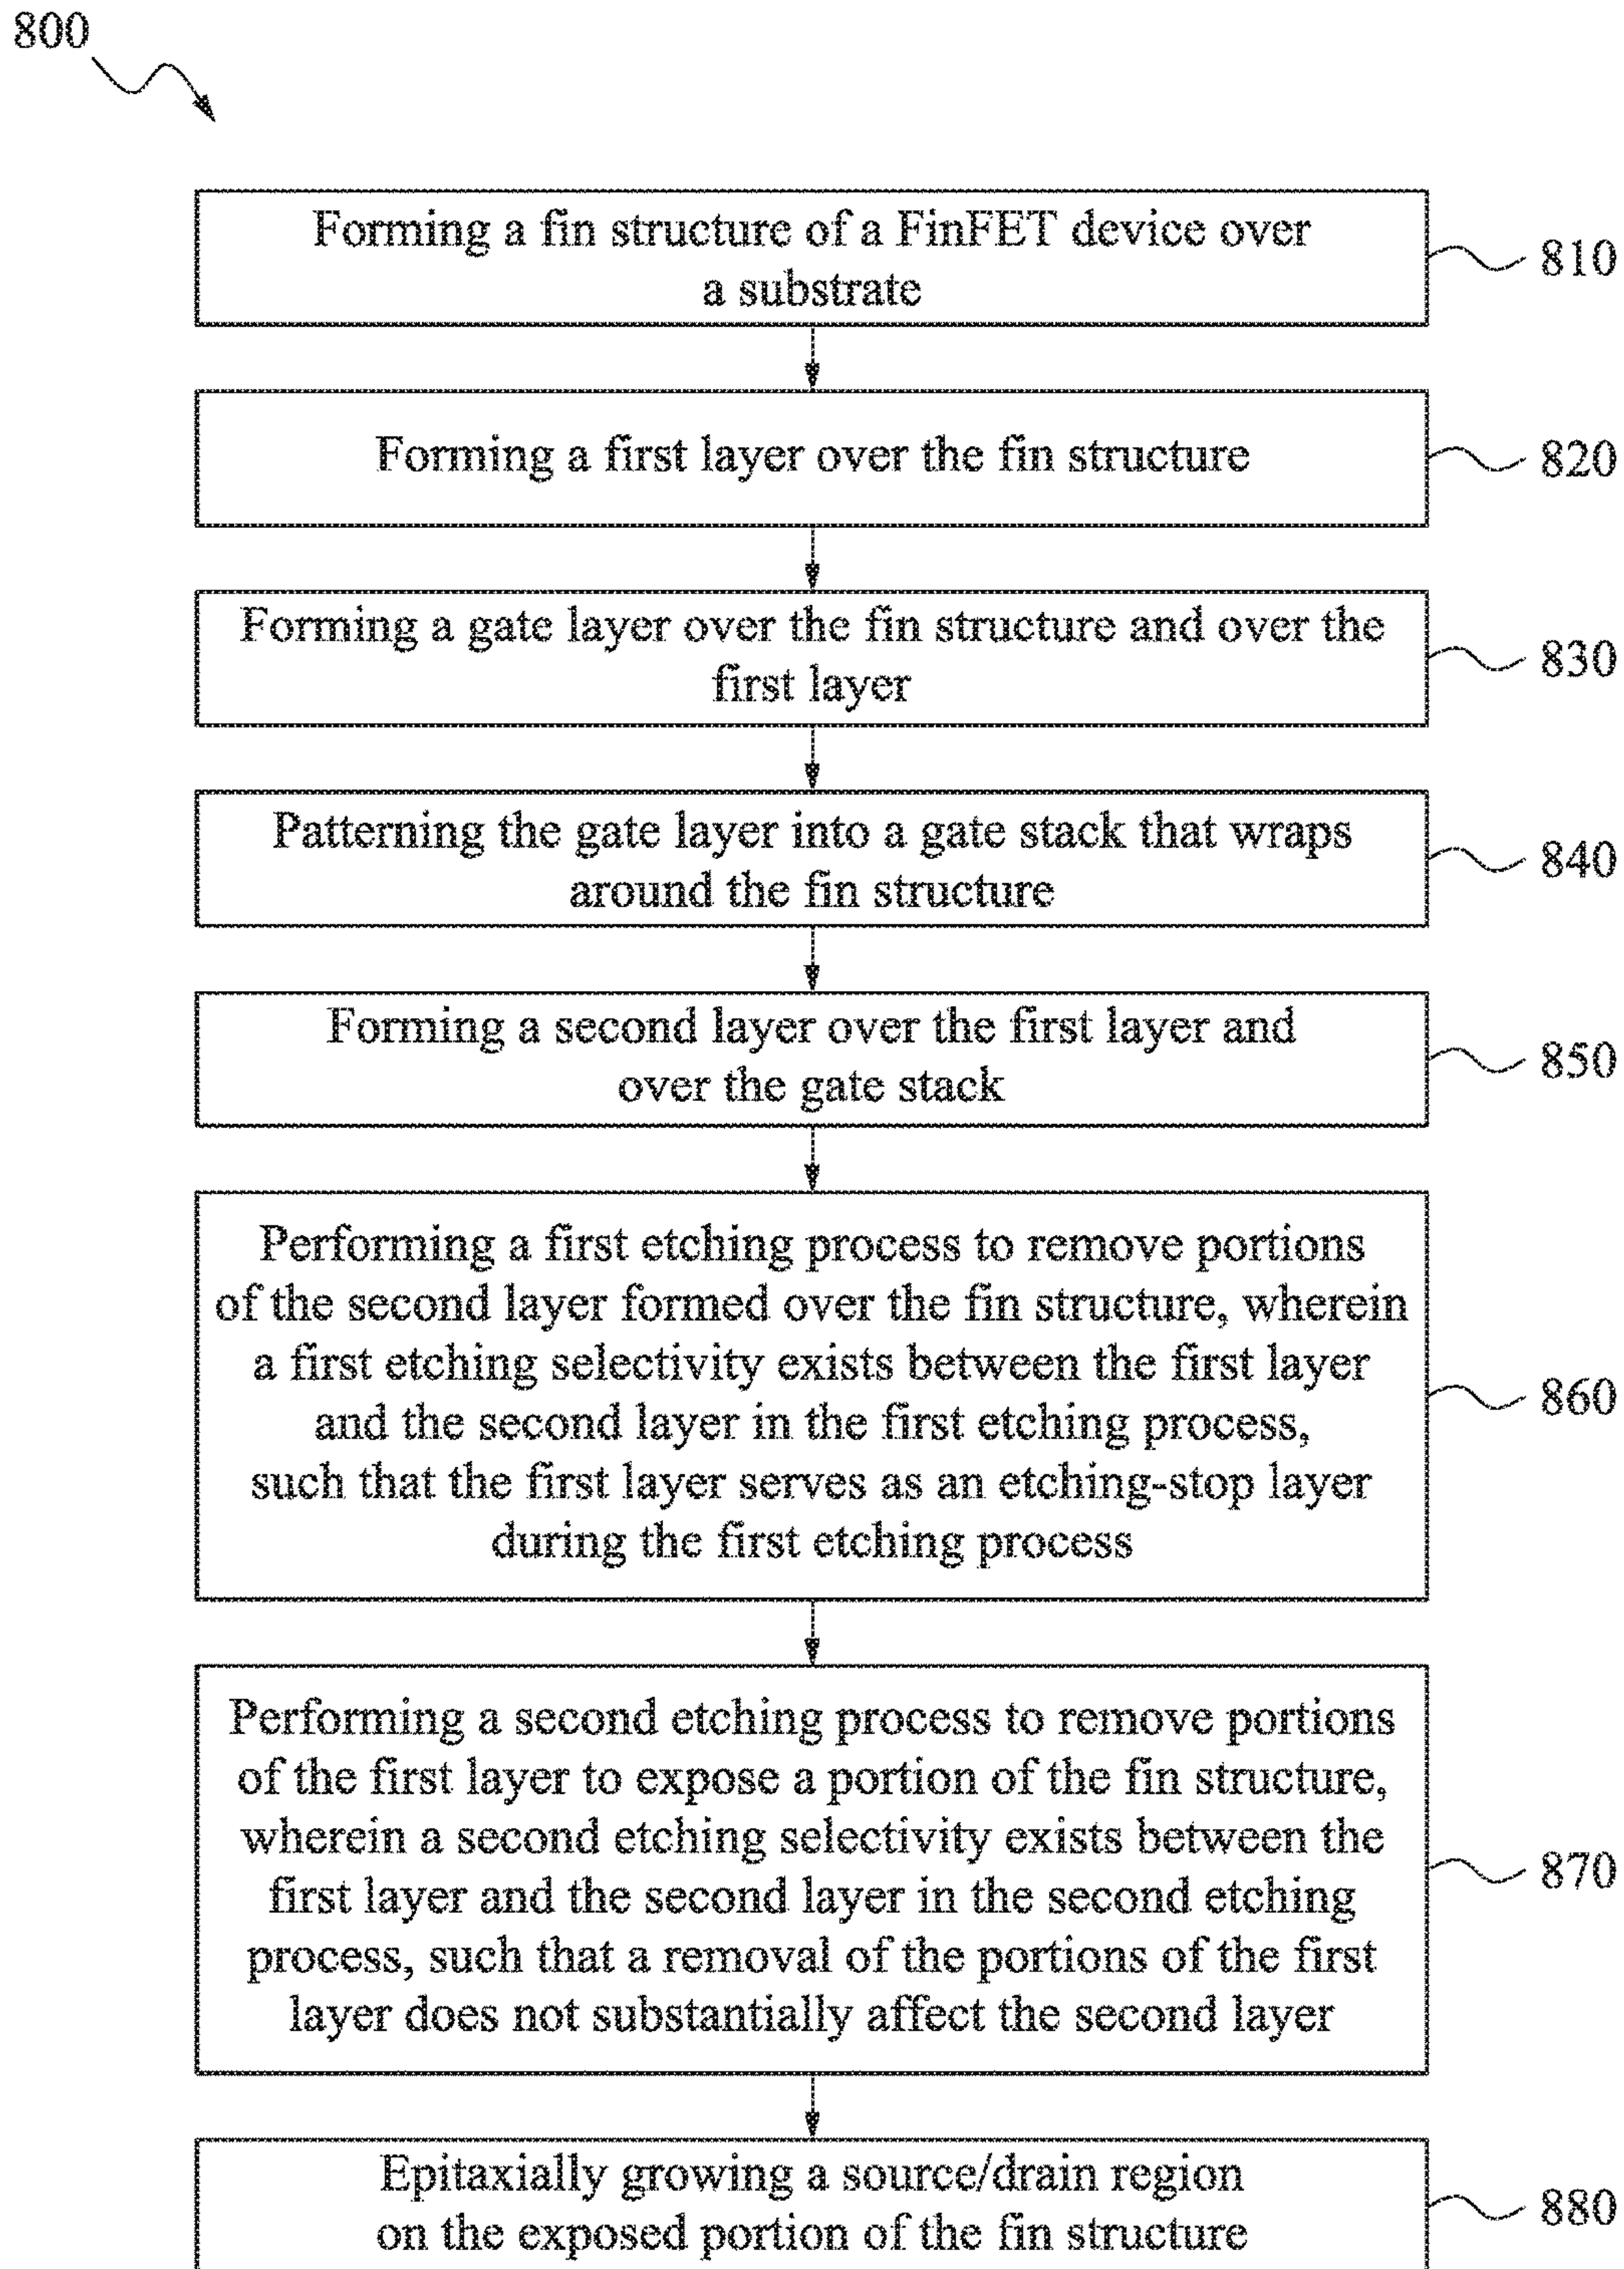 800
Forming a fin structure of a FinFET device over
a substrate
810
Forming a first layer over the fin structure
820
Forming a gate layer over the fin structure and over the
first layer
830
Patterning the gate layer into a gate stack that wraps
around the fin structure
840
Forming a second layer over the first layer and
over the gate stack
850
Performing a first etching process to remove portions
of the second layer formed over the fin structure, wherein
a first etching selectivity exists between the first layer
and the second layer in the first etching process,
such that the first layer serves as an etching-stop layer
during the first etching process
860
Performing a second etching process to remove portions
of the first layer to expose a portion of the fin structure,
wherein a second etching selectivity exists between the
first layer and the second layer in the second etching
process, such that a removal of the portions of the first
layer does not substantially affect the second layer
870
Epitaxially growing a source/drain region
on the exposed portion of the fin structure
880